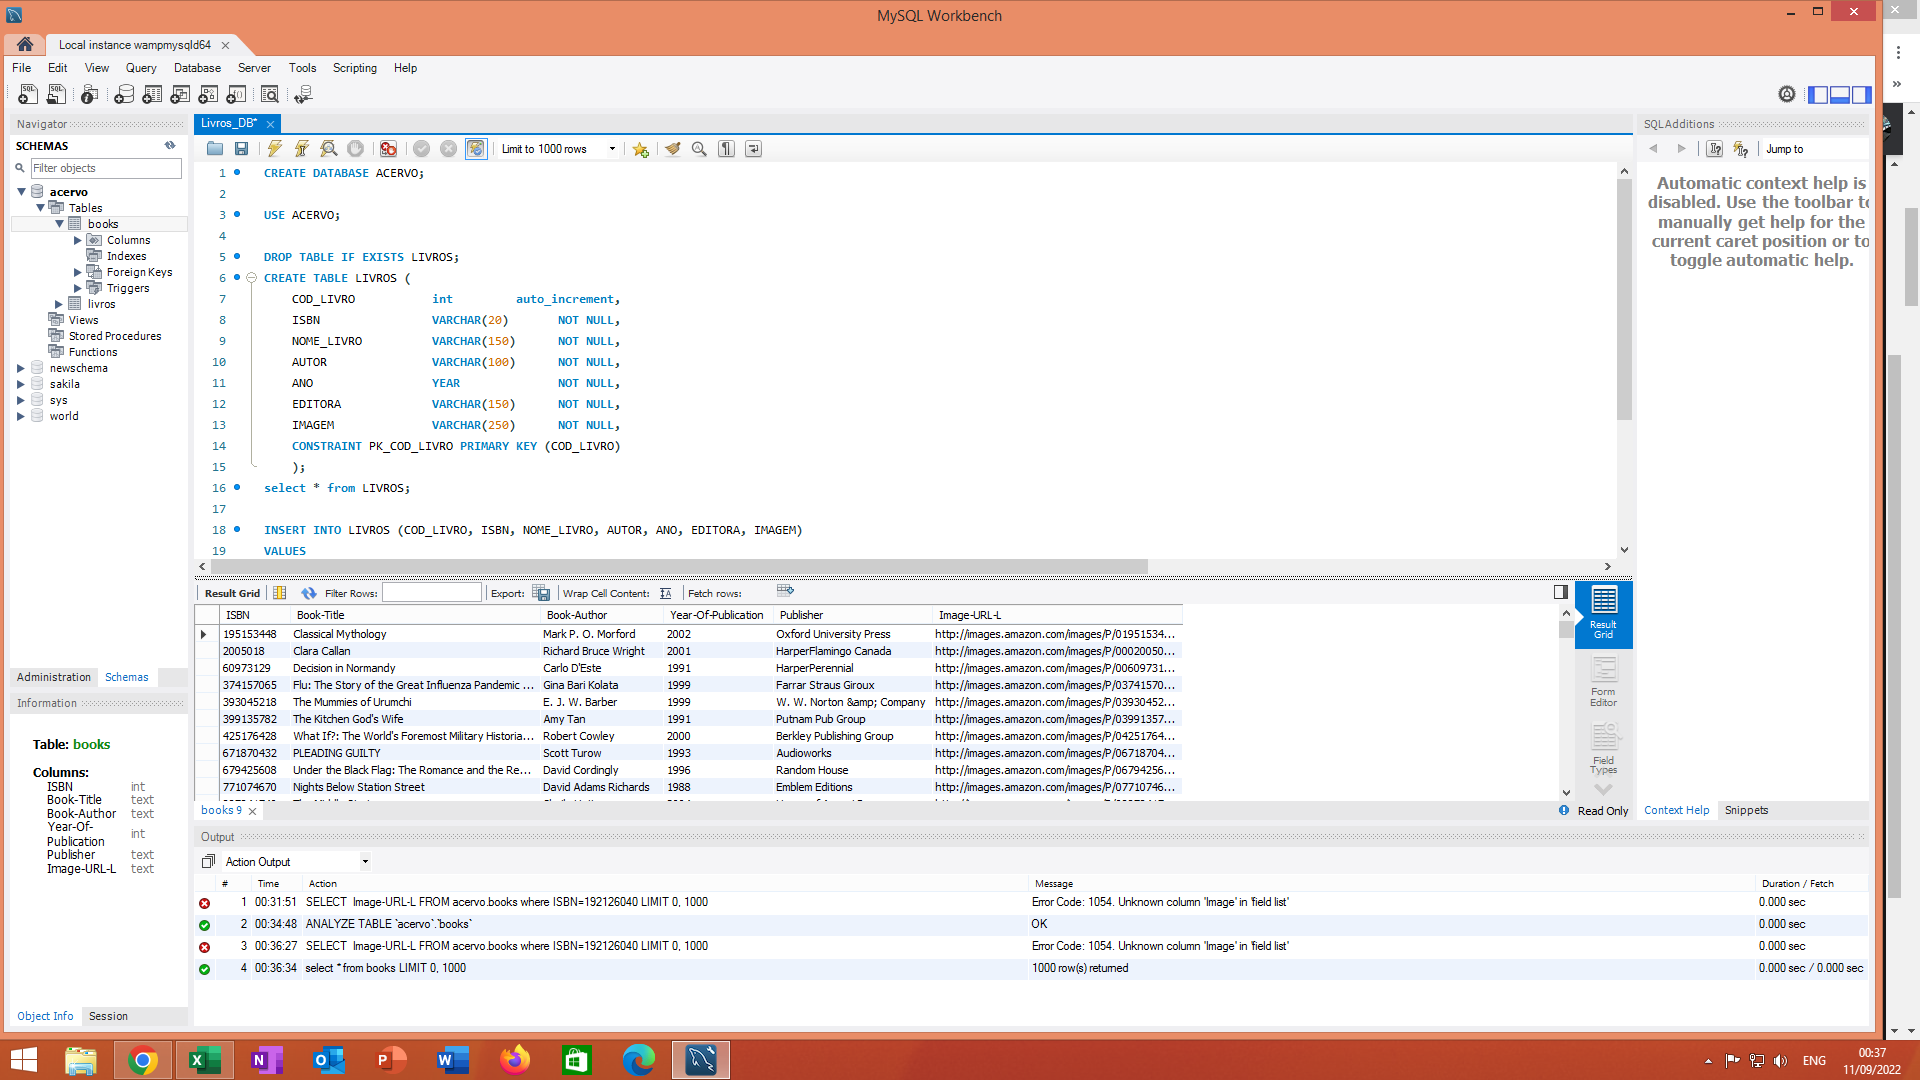 MySQL Workbench
Local instance wampmysqld64
File Edit View Query Database Server Tools Scripting Help
Navigator
SCHEMAS
Filter objects
acervo
Tables
books
Columns
Indexes
Foreign Keys
Triggers
livros
Views
Stored Procedures
Functions
newschema
sakila
sys
world
Administration Schemas
Information
Table: books
Columns:
ISBN int
Book-Title text
Book-Author text
Year-Of-Publication int
Publisher text
Image-URL-L text
Object Info Session
Livros_DB*
Limit to 1000 rows
1 CREATE DATABASE ACERVO;
2
3 USE ACERVO;
4
5 DROP TABLE IF EXISTS LIVROS;
6 CREATE TABLE LIVROS (
7 COD_LIVRO int auto_increment,
8 ISBN VARCHAR(20) NOT NULL,
9 NOME_LIVRO VARCHAR(150) NOT NULL,
10 AUTOR VARCHAR(100) NOT NULL,
11 ANO YEAR NOT NULL,
12 EDITORA VARCHAR(150) NOT NULL,
13 IMAGEM VARCHAR(250) NOT NULL,
14 CONSTRAINT PK_COD_LIVRO PRIMARY KEY (COD_LIVRO)
15 );
16 select * from LIVROS;
17
18 INSERT INTO LIVROS (COD_LIVRO, ISBN, NOME_LIVRO, AUTOR, ANO, EDITORA, IMAGEM)
19 VALUES
Result Grid Filter Rows: Export: Wrap Cell Content: Fetch rows:
ISBN Book-Title Book-Author Year-Of-Publication Publisher Image-URL-L
195153448 Classical Mythology Mark P. O. Morford 2002 Oxford University Press http://images.amazon.com/images/P/01951534...
2005018 Clara Callan Richard Bruce Wright 2001 HarperFlamingo Canada http://images.amazon.com/images/P/00020050...
60973129 Decision in Normandy Carlo D'Este 1991 HarperPerennial http://images.amazon.com/images/P/00609731...
374157065 Flu: The Story of the Great Influenza Pandemic ... Gina Bari Kolata 1999 Farrar Straus Giroux http://images.amazon.com/images/P/03741570...
393045218 The Mummies of Urumchi E. J. W. Barber 1999 W. W. Norton &amp; Company http://images.amazon.com/images/P/03930452...
399135782 The Kitchen God's Wife Amy Tan 1991 Putnam Pub Group http://images.amazon.com/images/P/03991357...
425176428 What If?: The World's Foremost Military Historia... Robert Cowley 2000 Berkley Publishing Group http://images.amazon.com/images/P/04251764...
671870432 PLEADING GUILTY Scott Turow 1993 Audioworks http://images.amazon.com/images/P/06718704...
679425608 Under the Black Flag: The Romance and the Re... David Cordingly 1996 Random House http://images.amazon.com/images/P/06794256...
771074670 Nights Below Station Street David Adams Richards 1988 Emblem Editions http://images.amazon.com/images/P/07710746...
Result Grid
Form Editor
Field Types
books 9
Read Only
SQLAdditions
Jump to
Automatic context help is
disabled. Use the toolbar to
manually get help for the
current caret position or to
toggle automatic help.
Context Help Snippets
Output
Action Output
# Time Action Message Duration / Fetch
1 00:31:51 SELECT Image-URL-L FROM acervo.books where ISBN=192126040 LIMIT 0, 1000 Error Code: 1054. Unknown column 'Image' in 'field list' 0.000 sec
2 00:34:48 ANALYZE TABLE `acervo`.`books` OK 0.000 sec
3 00:36:27 SELECT Image-URL-L FROM acervo.books where ISBN=192126040 LIMIT 0, 1000 Error Code: 1054. Unknown column 'Image' in 'field list' 0.000 sec
4 00:36:34 select * from books LIMIT 0, 1000 1000 row(s) returned 0.000 sec / 0.000 sec
ENG
00:37
11/09/2022